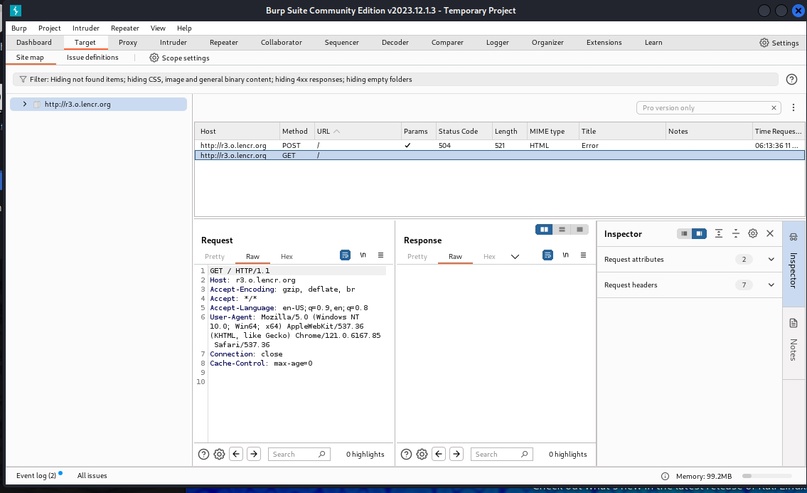 Burp Suite Community Edition v2023.12.1.3 - Temporary Project
Burp Project Intruder Repeater View Help
Dashboard Target Proxy Intruder Repeater Collaborator Sequencer Decoder Comparer Logger Organizer Extensions Learn Settings
Site map Issue definitions Scope settings
Filter: Hiding not found items; hiding CSS, image and general binary content; hiding 4xx responses; hiding empty folders
http://r3.o.lencr.org
Pro version only
Host Method URL Params Status Code Length MIME type Title Notes Time Reques...
http://r3.o.lencr.org POST / ✓ 504 521 HTML Error 06:13:36 11 ...
http://r3.o.lencr.org GET /
Request
Pretty Raw Hex \n
1 GET / HTTP/1.1
2 Host: r3.o.lencr.org
3 Accept-Encoding: gzip, deflate, br
4 Accept: */*
5 Accept-Language: en-US;q=0.9,en;q=0.8
6 User-Agent: Mozilla/5.0 (Windows NT
10.0; Win64; x64) AppleWebKit/537.36
(KHTML, like Gecko) Chrome/121.0.6167.85
Safari/537.36
7 Connection: close
8 Cache-Control: max-age=0
9
10
Search 0 highlights
Response
Pretty Raw Hex \n
Search 0 highlights
Inspector
Request attributes 2
Request headers 7
Inspector
Notes
Event log (2) All issues Memory: 99.2MB